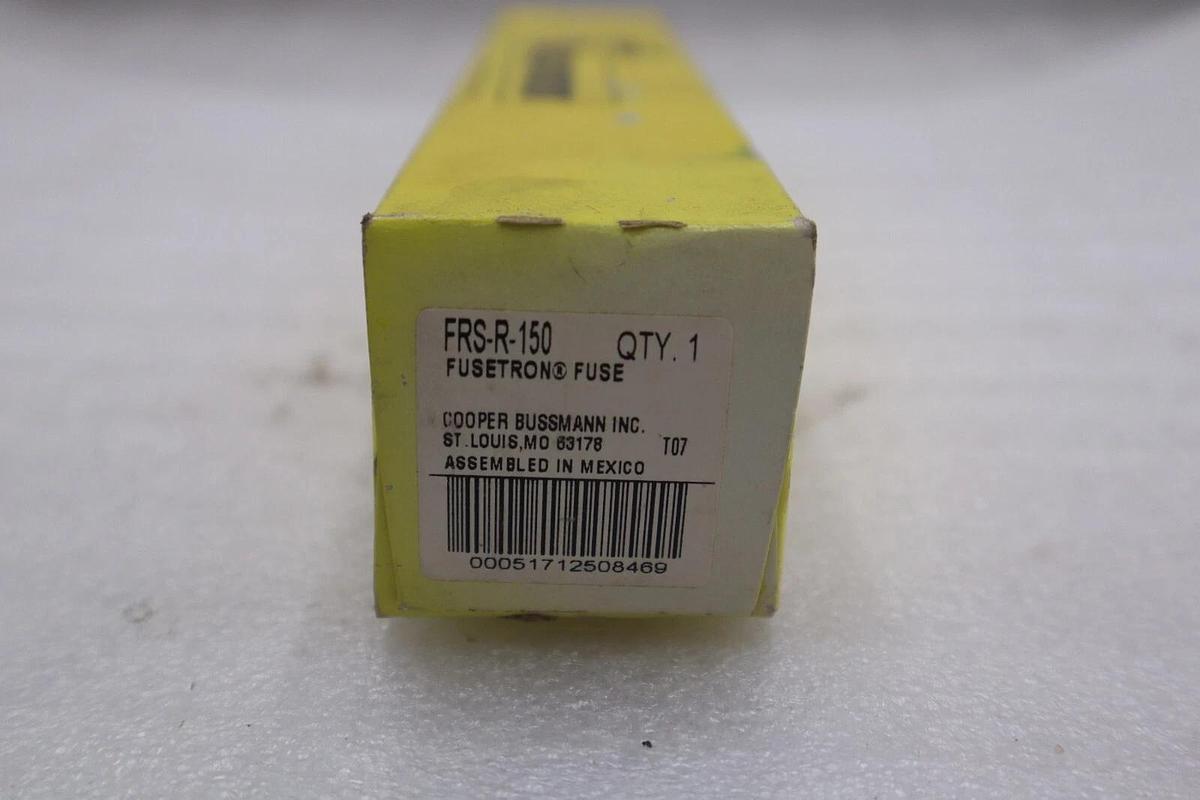 FRS-R-150 QTY. 1
FUSETRON® FUSE
COOPER BUSSMANN INC.
ST. LOUIS, MO 63178 T07
ASSEMBLED IN MEXICO
00051712508469